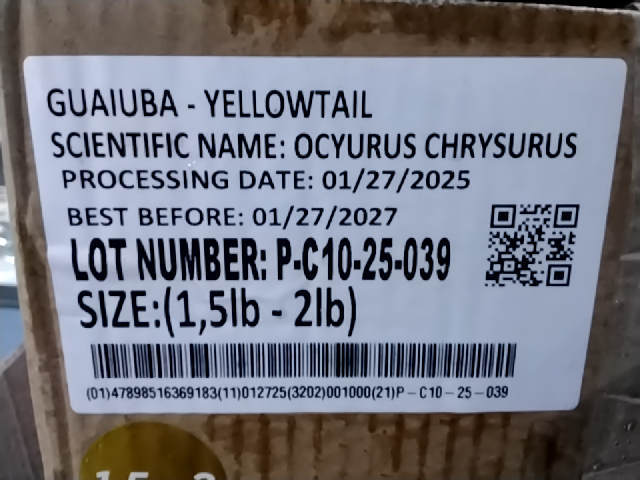 GUAIUBA - YELLOWTAIL
SCIENTIFIC NAME: OCYURUS CHRYSURUS
PROCESSING DATE: 01/27/2025
BEST BEFORE: 01/27/2027
LOT NUMBER: P-C10-25-039
SIZE:(1,5lb - 2lb)
(01)47898516369183(11)012725(3202)001000(21)P - C10 - 25 - 039